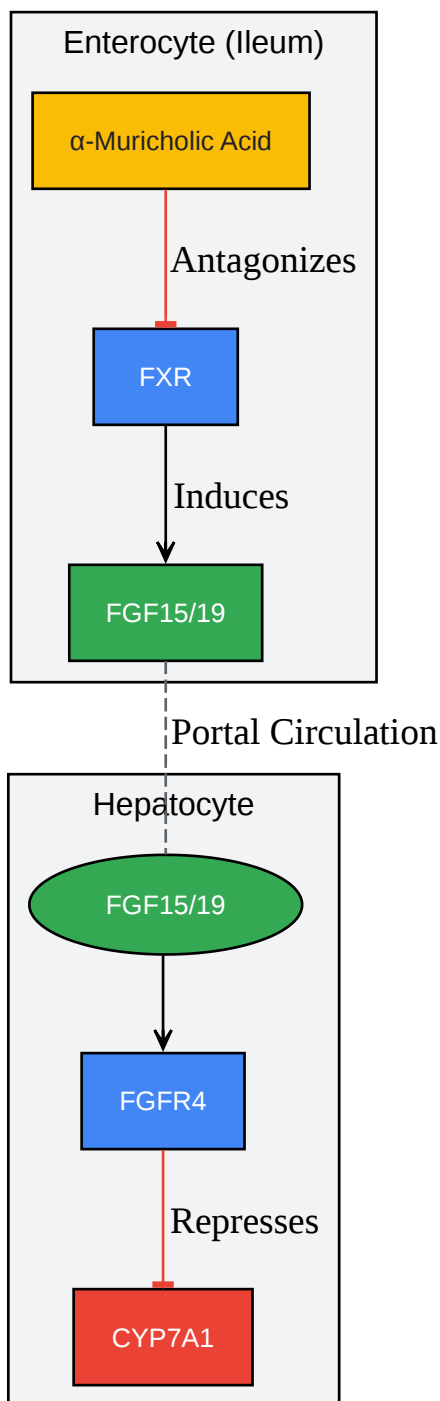 Enterocyte (Ileum)
α-Muricholic Acid
Antagonizes
FXR
Induces
FGF15/19
Portal Circulation
Hepatocyte
FGF15/19
FGFR4
Represses
CYP7A1